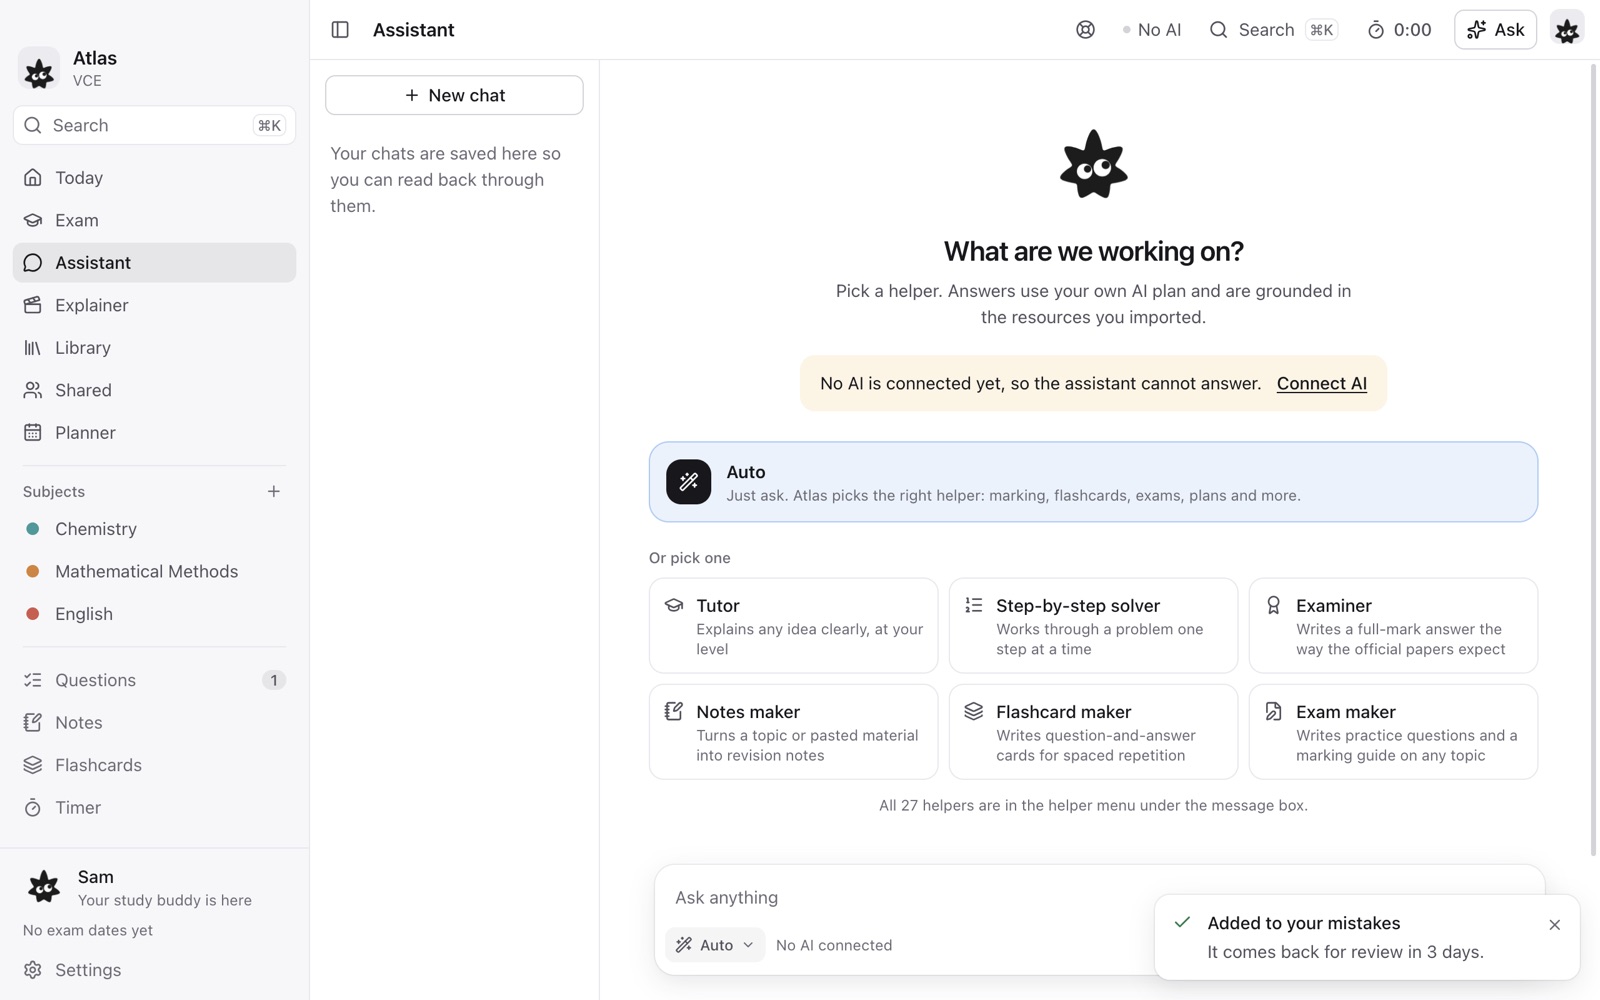 Atlas
VCE
Search ⌘K
Today
Exam
Assistant
Explainer
Library
Shared
Planner
Subjects
Chemistry
Mathematical Methods
English
Questions 1
Notes
Flashcards
Timer
Sam
Your study buddy is here
No exam dates yet
Settings
Assistant
No AI
Search ⌘K
0:00
Ask
New chat
Your chats are saved here so
you can read back through
them.
What are we working on?
Pick a helper. Answers use your own AI plan and are grounded in
the resources you imported.
No AI is connected yet, so the assistant cannot answer. Connect AI
Auto
Just ask. Atlas picks the right helper: marking, flashcards, exams, plans and more.
Or pick one
Tutor
Explains any idea clearly, at your
level
Step-by-step solver
Works through a problem one
step at a time
Examiner
Writes a full-mark answer the
way the official papers expect
Notes maker
Turns a topic or pasted material
into revision notes
Flashcard maker
Writes question-and-answer
cards for spaced repetition
Exam maker
Writes practice questions and a
marking guide on any topic
All 27 helpers are in the helper menu under the message box.
Ask anything
Auto
No AI connected
Added to your mistakes
It comes back for review in 3 days.